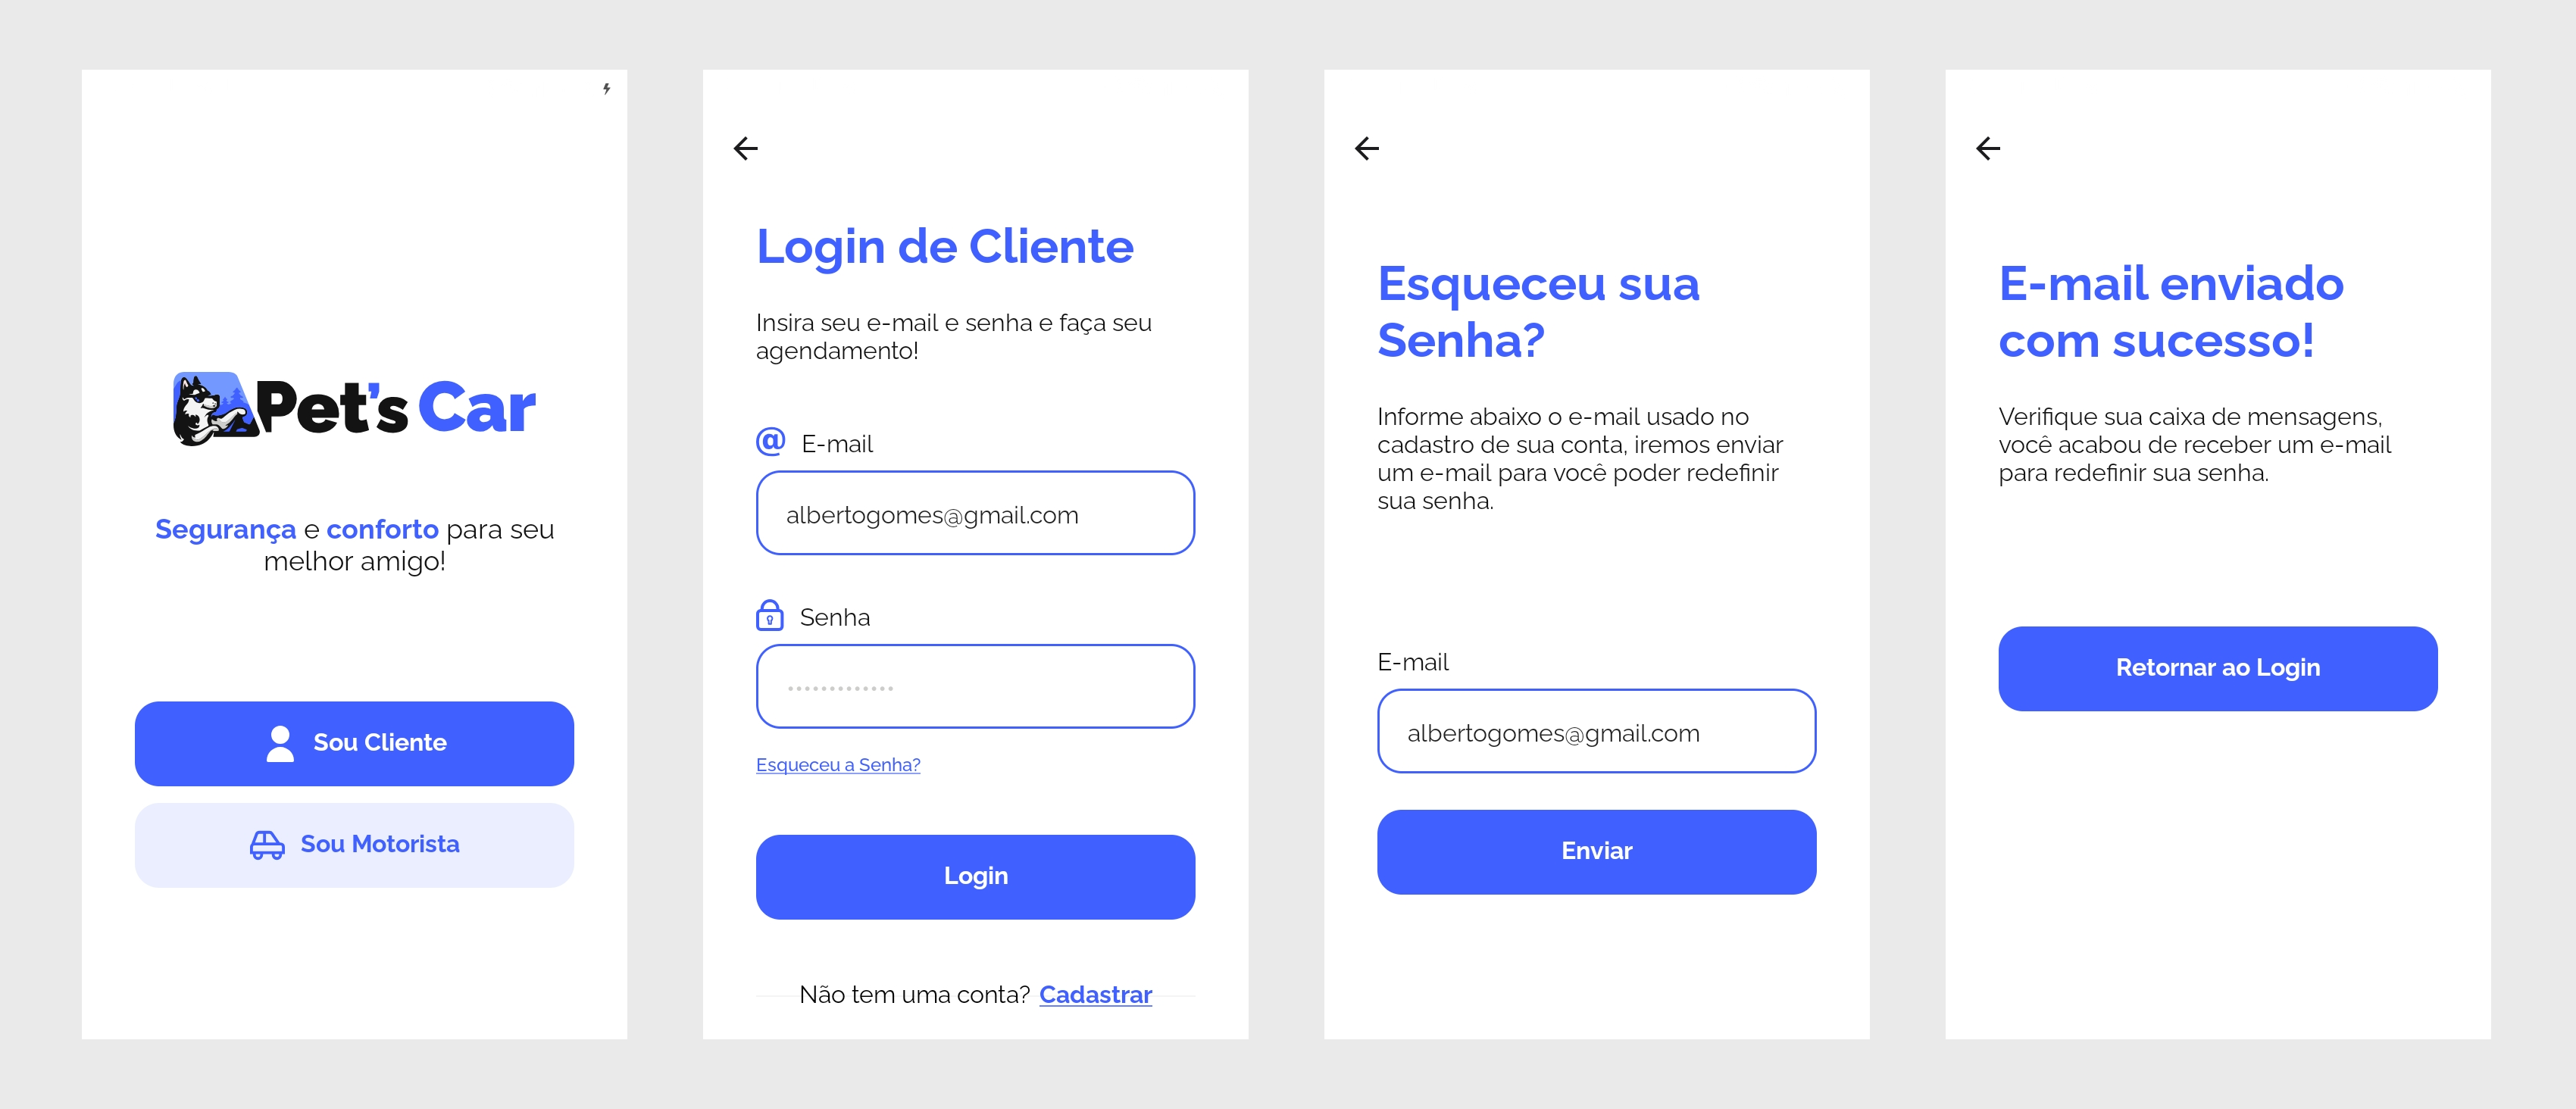 Pet's Car
Segurança e conforto para seu
melhor amigo!
Sou Cliente
Sou Motorista
Login de Cliente
Insira seu e-mail e senha e faça seu
agendamento!
@ E-mail
albertogomes@gmail.com
Senha
Esqueceu a Senha?
Login
Não tem uma conta? Cadastrar
Esqueceu sua
Senha?
Informe abaixo o e-mail usado no
cadastro de sua conta, iremos enviar
um e-mail para você poder redefinir
sua senha.
E-mail
albertogomes@gmail.com
Enviar
E-mail enviado
com sucesso!
Verifique sua caixa de mensagens,
você acabou de receber um e-mail
para redefinir sua senha.
Retornar ao Login